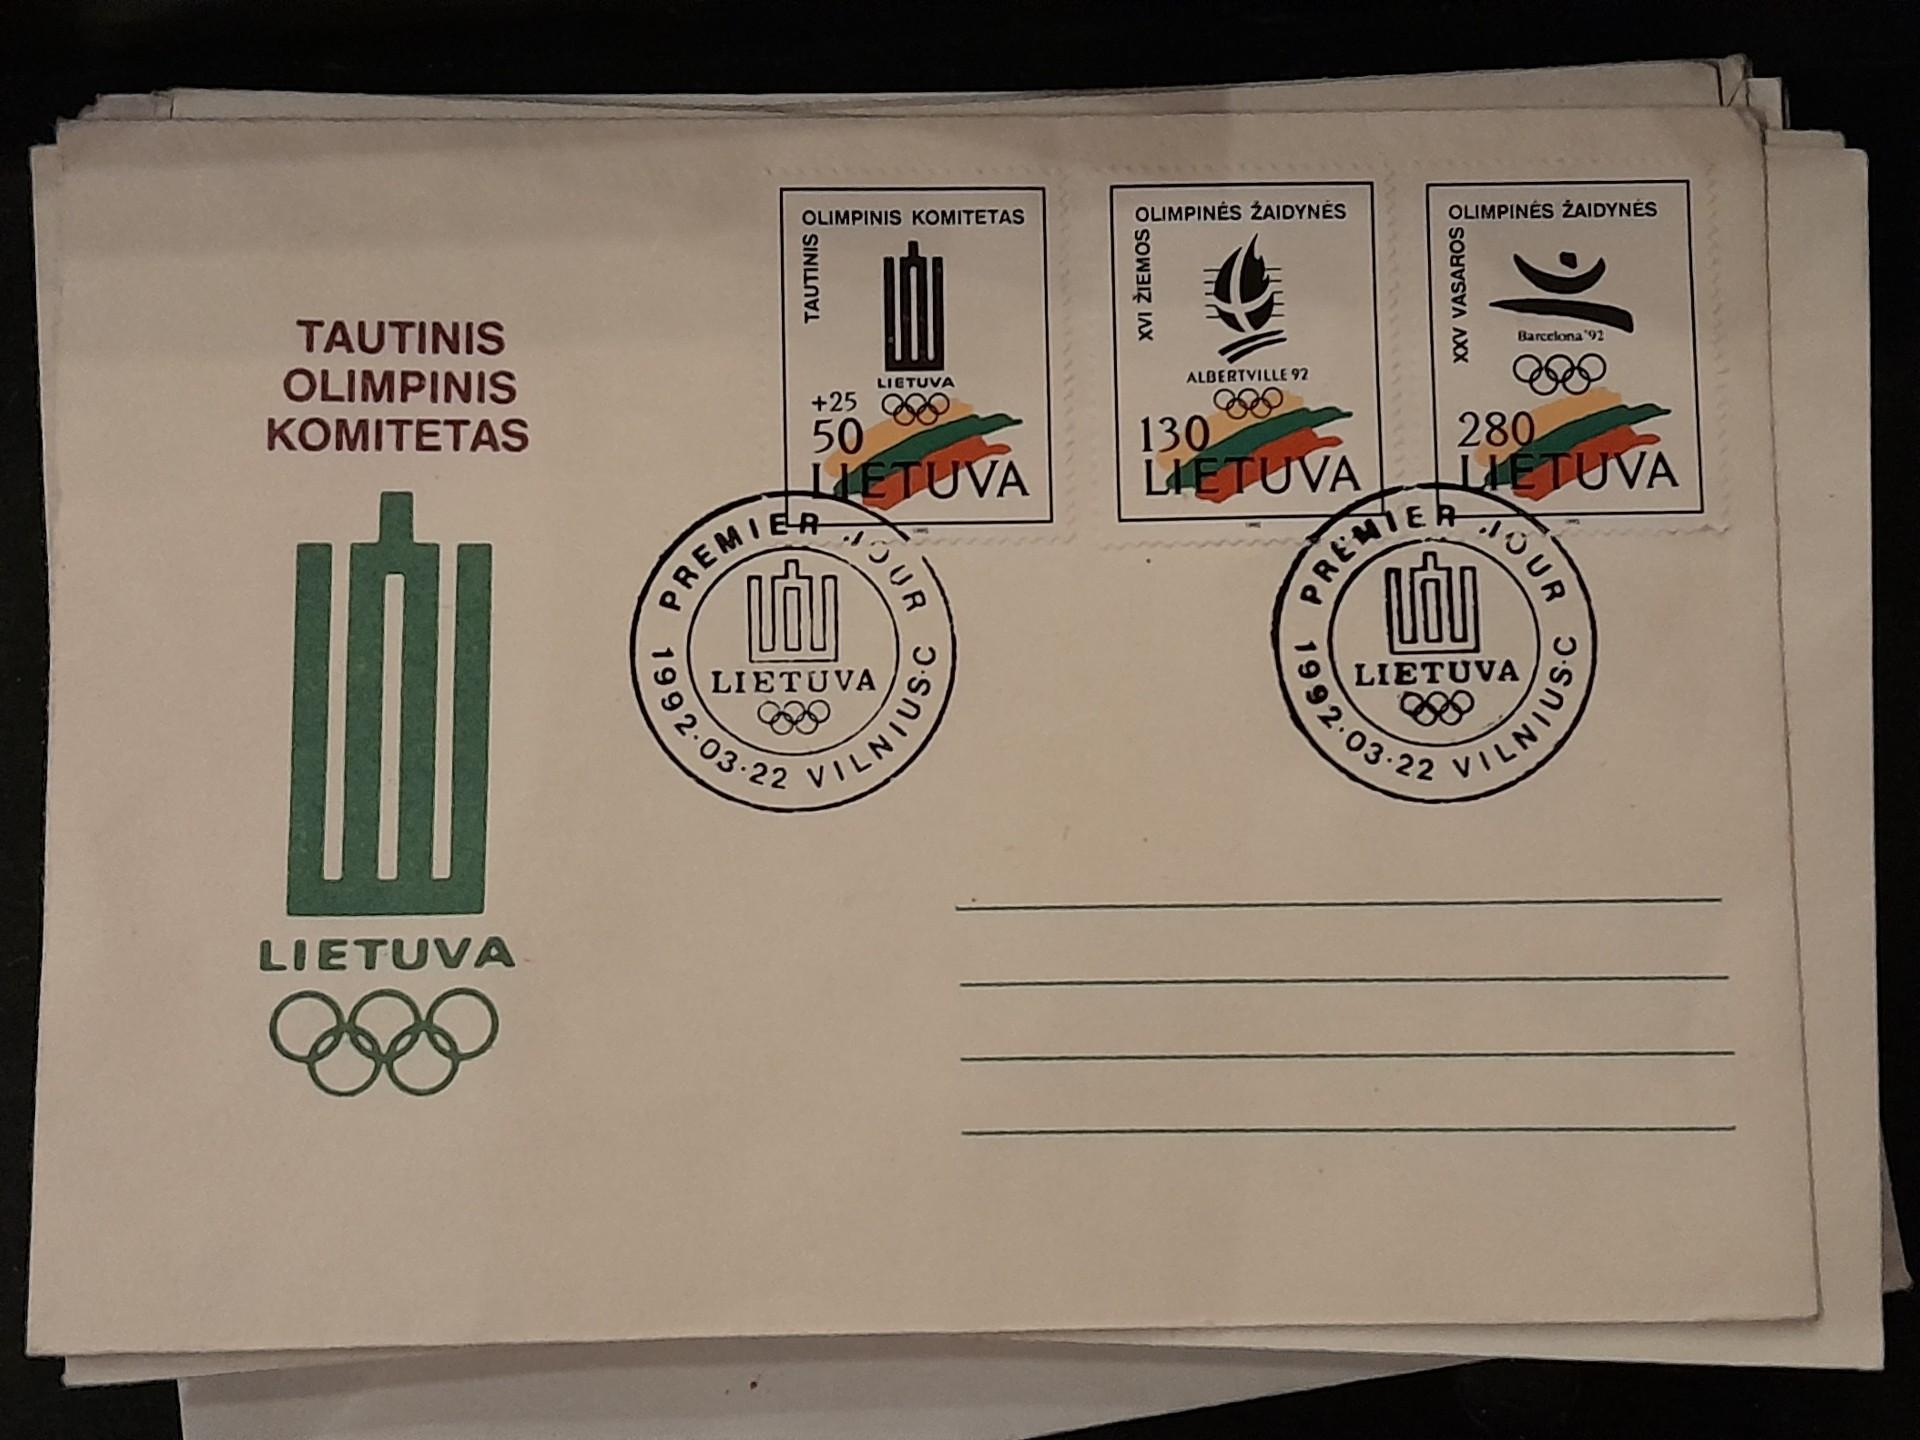 TAUTINIS
OLIMPINIS
KOMITETAS
LIETUVA
OLIMPINIS KOMITETAS
TAUTINIS
LIETUVA
+25
50
LIETUVA
OLIMPINĖS ŽAIDYNĖS
XVI ŽIEMOS
ALBERTVILLE 92
130
LIETUVA
OLIMPINĖS ŽAIDYNĖS
XXV VASAROS
Barcelona '92
280
LIETUVA
PREMIER JOUR
LIETUVA
1992.03.22 VILNIUS.C
PREMIER JOUR
LIETUVA
1992.03.22 VILNIUS.C